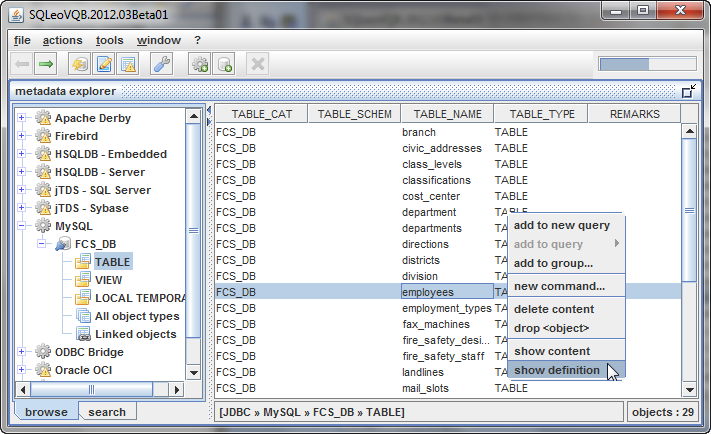 SQLeoVQB.2012.03Beta01
file actions tools window ?
metadata explorer
Apache Derby
Firebird
HSQLDB - Embedded
HSQLDB - Server
jTDS - SQL Server
jTDS - Sybase
MySQL
FCS_DB
TABLE
VIEW
LOCAL TEMPORA
All object types
Linked objects
ODBC Bridge
Oracle OCI
browse search
TABLE_CAT TABLE_SCHEM TABLE_NAME TABLE_TYPE REMARKS
FCS_DB branch TABLE
FCS_DB civic_addresses TABLE
FCS_DB class_levels TABLE
FCS_DB classifications TABLE
FCS_DB cost_center TABLE
FCS_DB department TA
FCS_DB departments TA
FCS_DB directions TA
FCS_DB districts TA
FCS_DB division TA
FCS_DB employees TA
FCS_DB employment_types TA
FCS_DB fax_machines TA
FCS_DB fire_safety_desi... TA
FCS_DB fire_safety_staff TA
FCS_DB landlines TA
FCS_DB mail_slots TABLE
add to new query
add to query
add to group...
new command...
delete content
drop <object>
show content
show definition
[JDBC » MySQL » FCS_DB » TABLE]
objects : 29